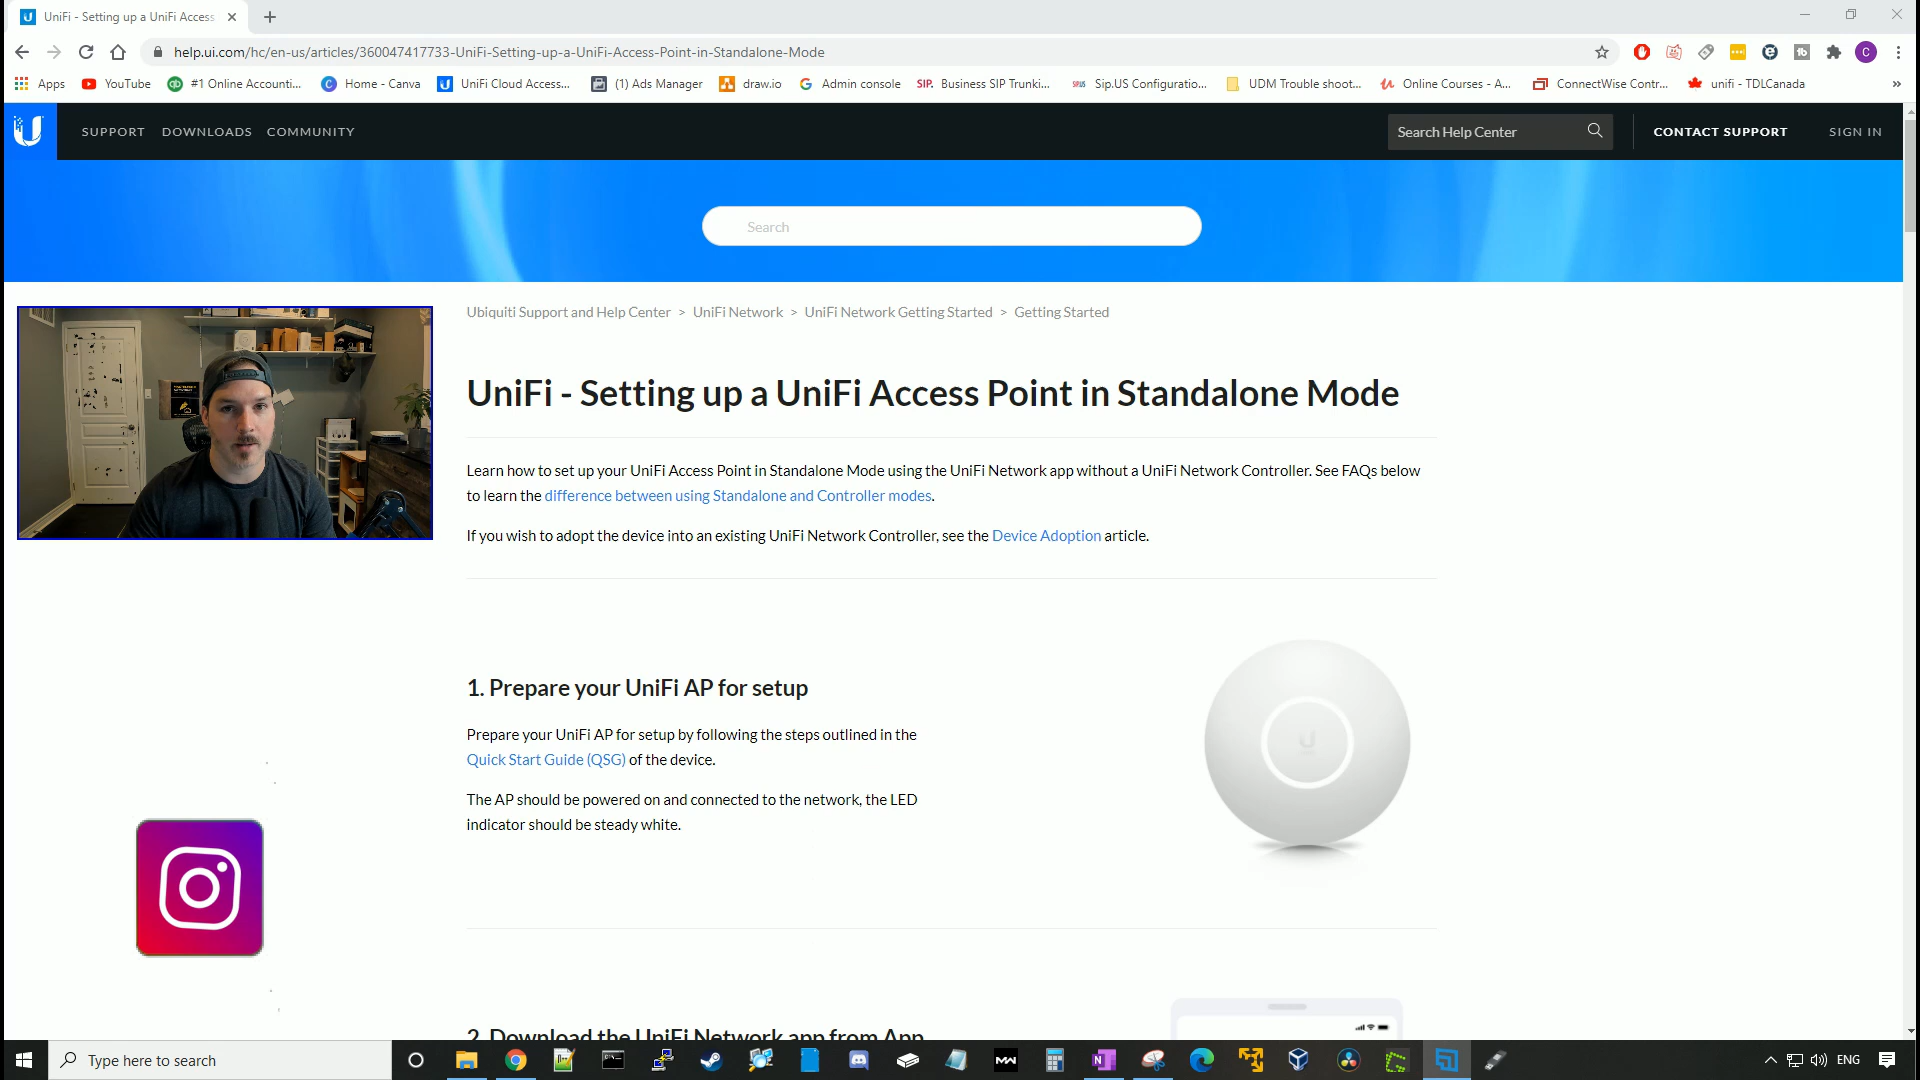 UniFi - Setting up a UniFi Access
help.ui.com/hc/en-us/articles/360047417733-UniFi-Setting-up-a-UniFi-Access-Point-in-Standalone-Mode
C
Apps YouTube #1 Online Accounti... Home - Canva UniFi Cloud Access... (1) Ads Manager draw.io Admin console SIP. Business SIP Trunki... Sip.US Configuratio... UDM Trouble shoot... Online Courses - A... ConnectWise Contr... unifi - TDLCanada »
SUPPORT DOWNLOADS COMMUNITY Search Help Center CONTACT SUPPORT SIGN IN
Search
Ubiquiti Support and Help Center > UniFi Network > UniFi Network Getting Started > Getting Started
UniFi - Setting up a UniFi Access Point in Standalone Mode
Learn how to set up your UniFi Access Point in Standalone Mode using the UniFi Network app without a UniFi Network Controller. See FAQs below
to learn the difference between using Standalone and Controller modes.
If you wish to adopt the device into an existing UniFi Network Controller, see the Device Adoption article.
1. Prepare your UniFi AP for setup
Prepare your UniFi AP for setup by following the steps outlined in the
Quick Start Guide (QSG) of the device.
The AP should be powered on and connected to the network, the LED
indicator should be steady white.
2. Download the UniFi Network app from App
Type here to search ENG